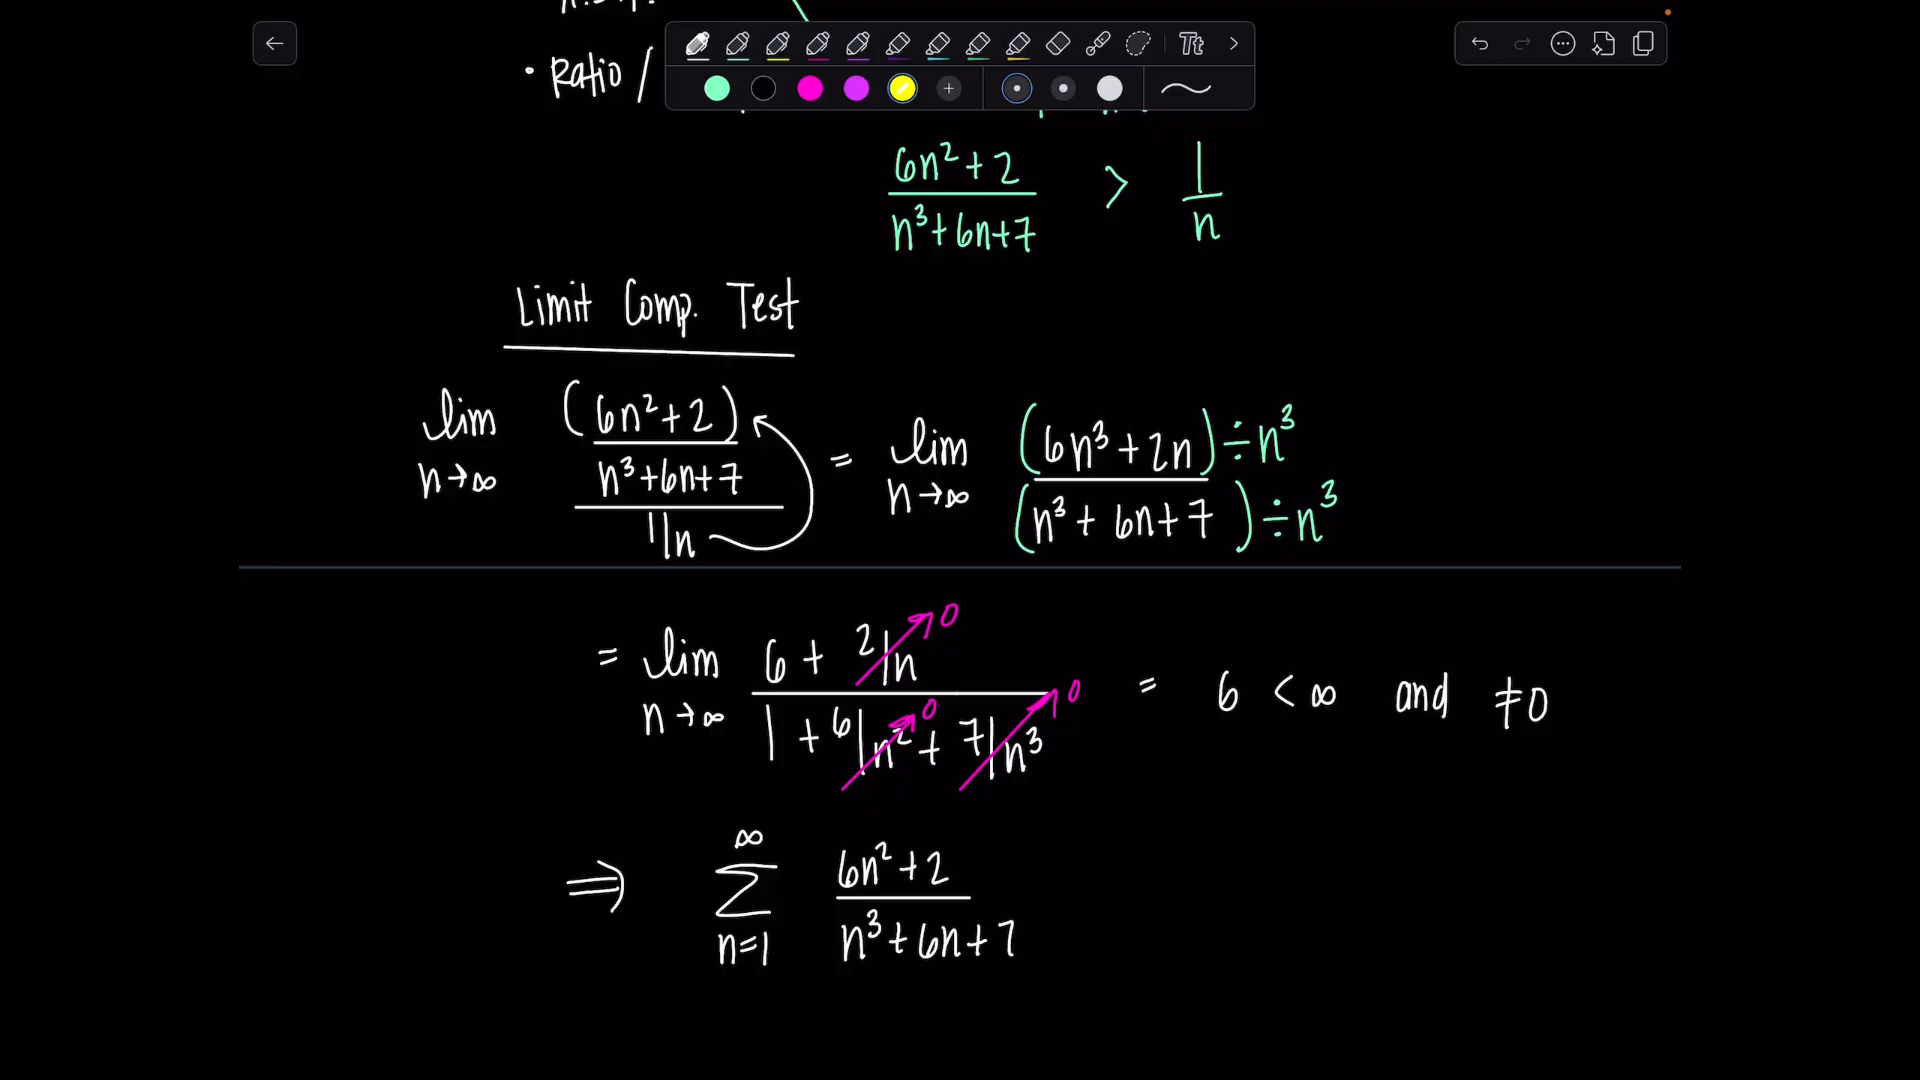 • Ratio /
Tt
6n² + 2 / n³ + 6n + 7 > 1 / n
Limit Comp. Test
lim n→∞ (6n² + 2) / n³ + 6n + 7 / 1/n = lim n→∞ (6n³ + 2n) ÷ n³ / (n³ + 6n + 7) ÷ n³
= lim n→∞ 6 + 2/n → 0 / 1 + 6/n² → 0 + 7/n³ → 0 = 6 < ∞ and ≠ 0
⇒ ∞ Σ n=1 6n² + 2 / n³ + 6n + 7